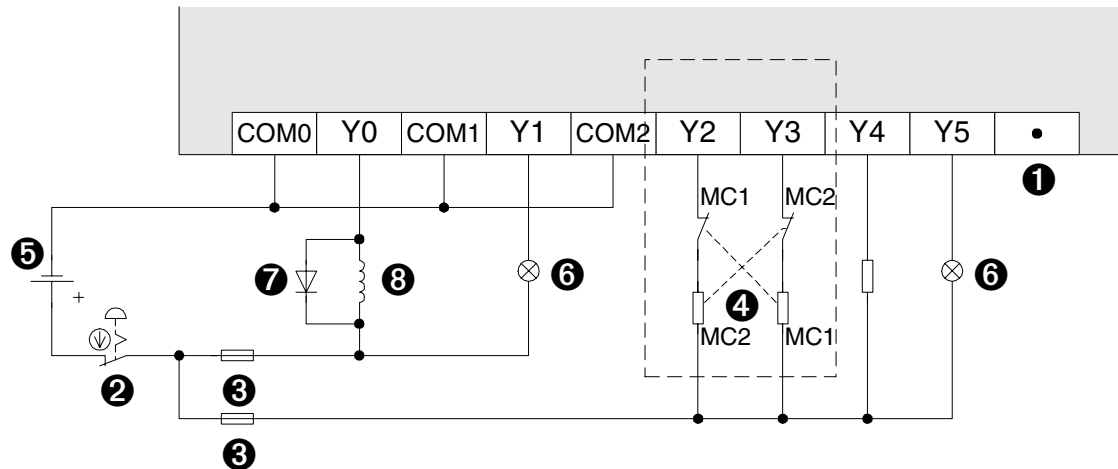 COM0 Y0 COM1 Y1 COM2 Y2 Y3 Y4 Y5 •
❶
MC1 MC2
❺ ❼ ❽ ❻ ❻
+
❹
MC2 MC1
❷ ❸
❸